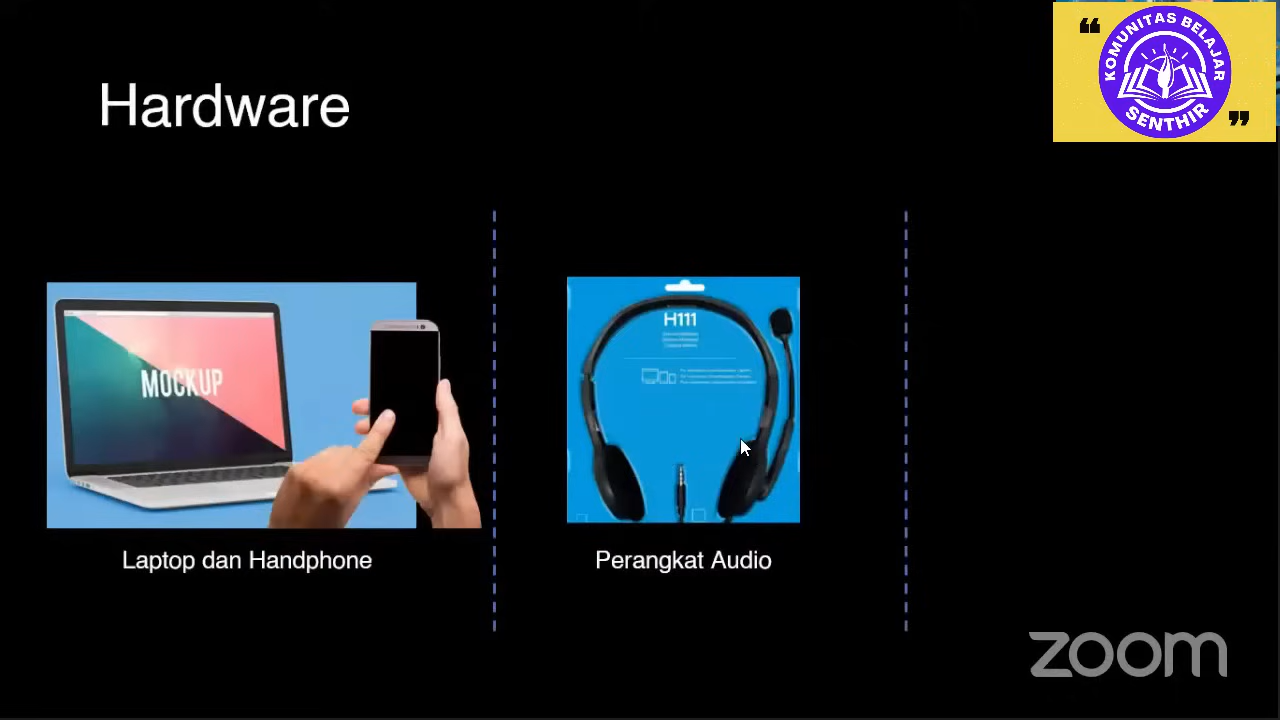 Hardware
“
KOMUNITAS BELAJAR
SENTHIR
”
MOCKUP
H111
Laptop dan Handphone
Perangkat Audio
zoom